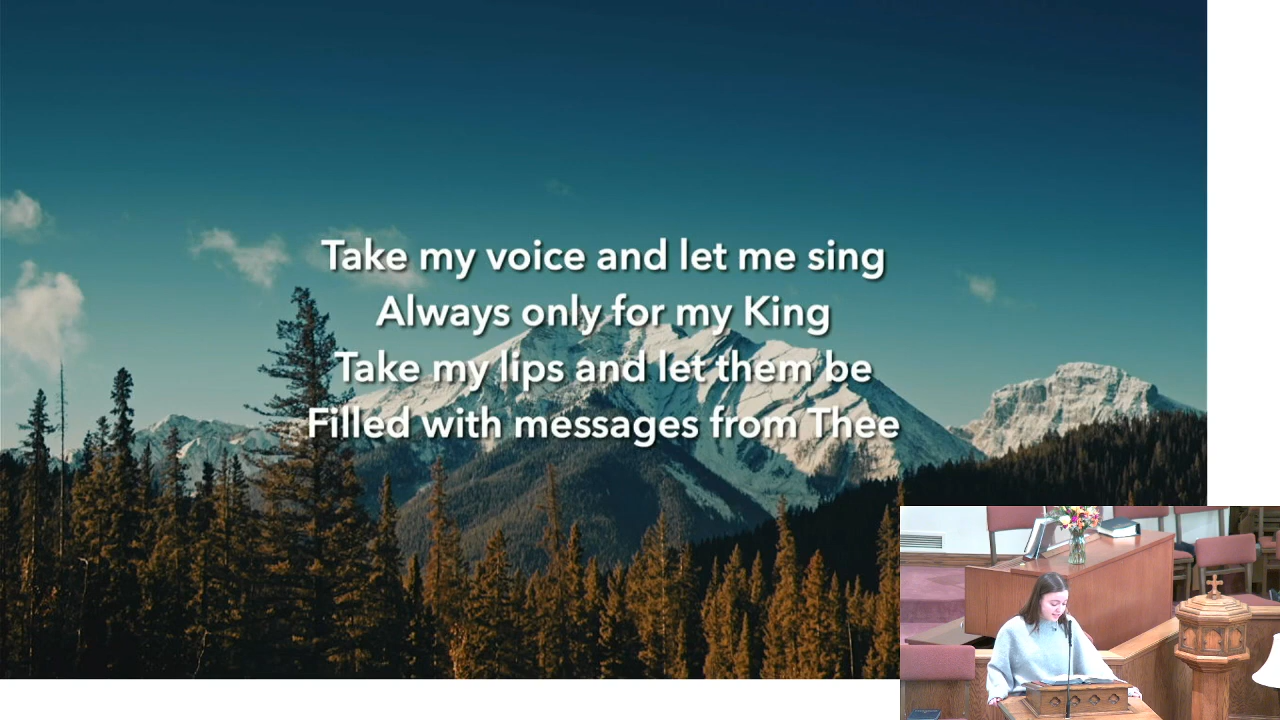 Take my voice and let me sing
Always only for my King
Take my lips and let them be
Filled with messages from Thee